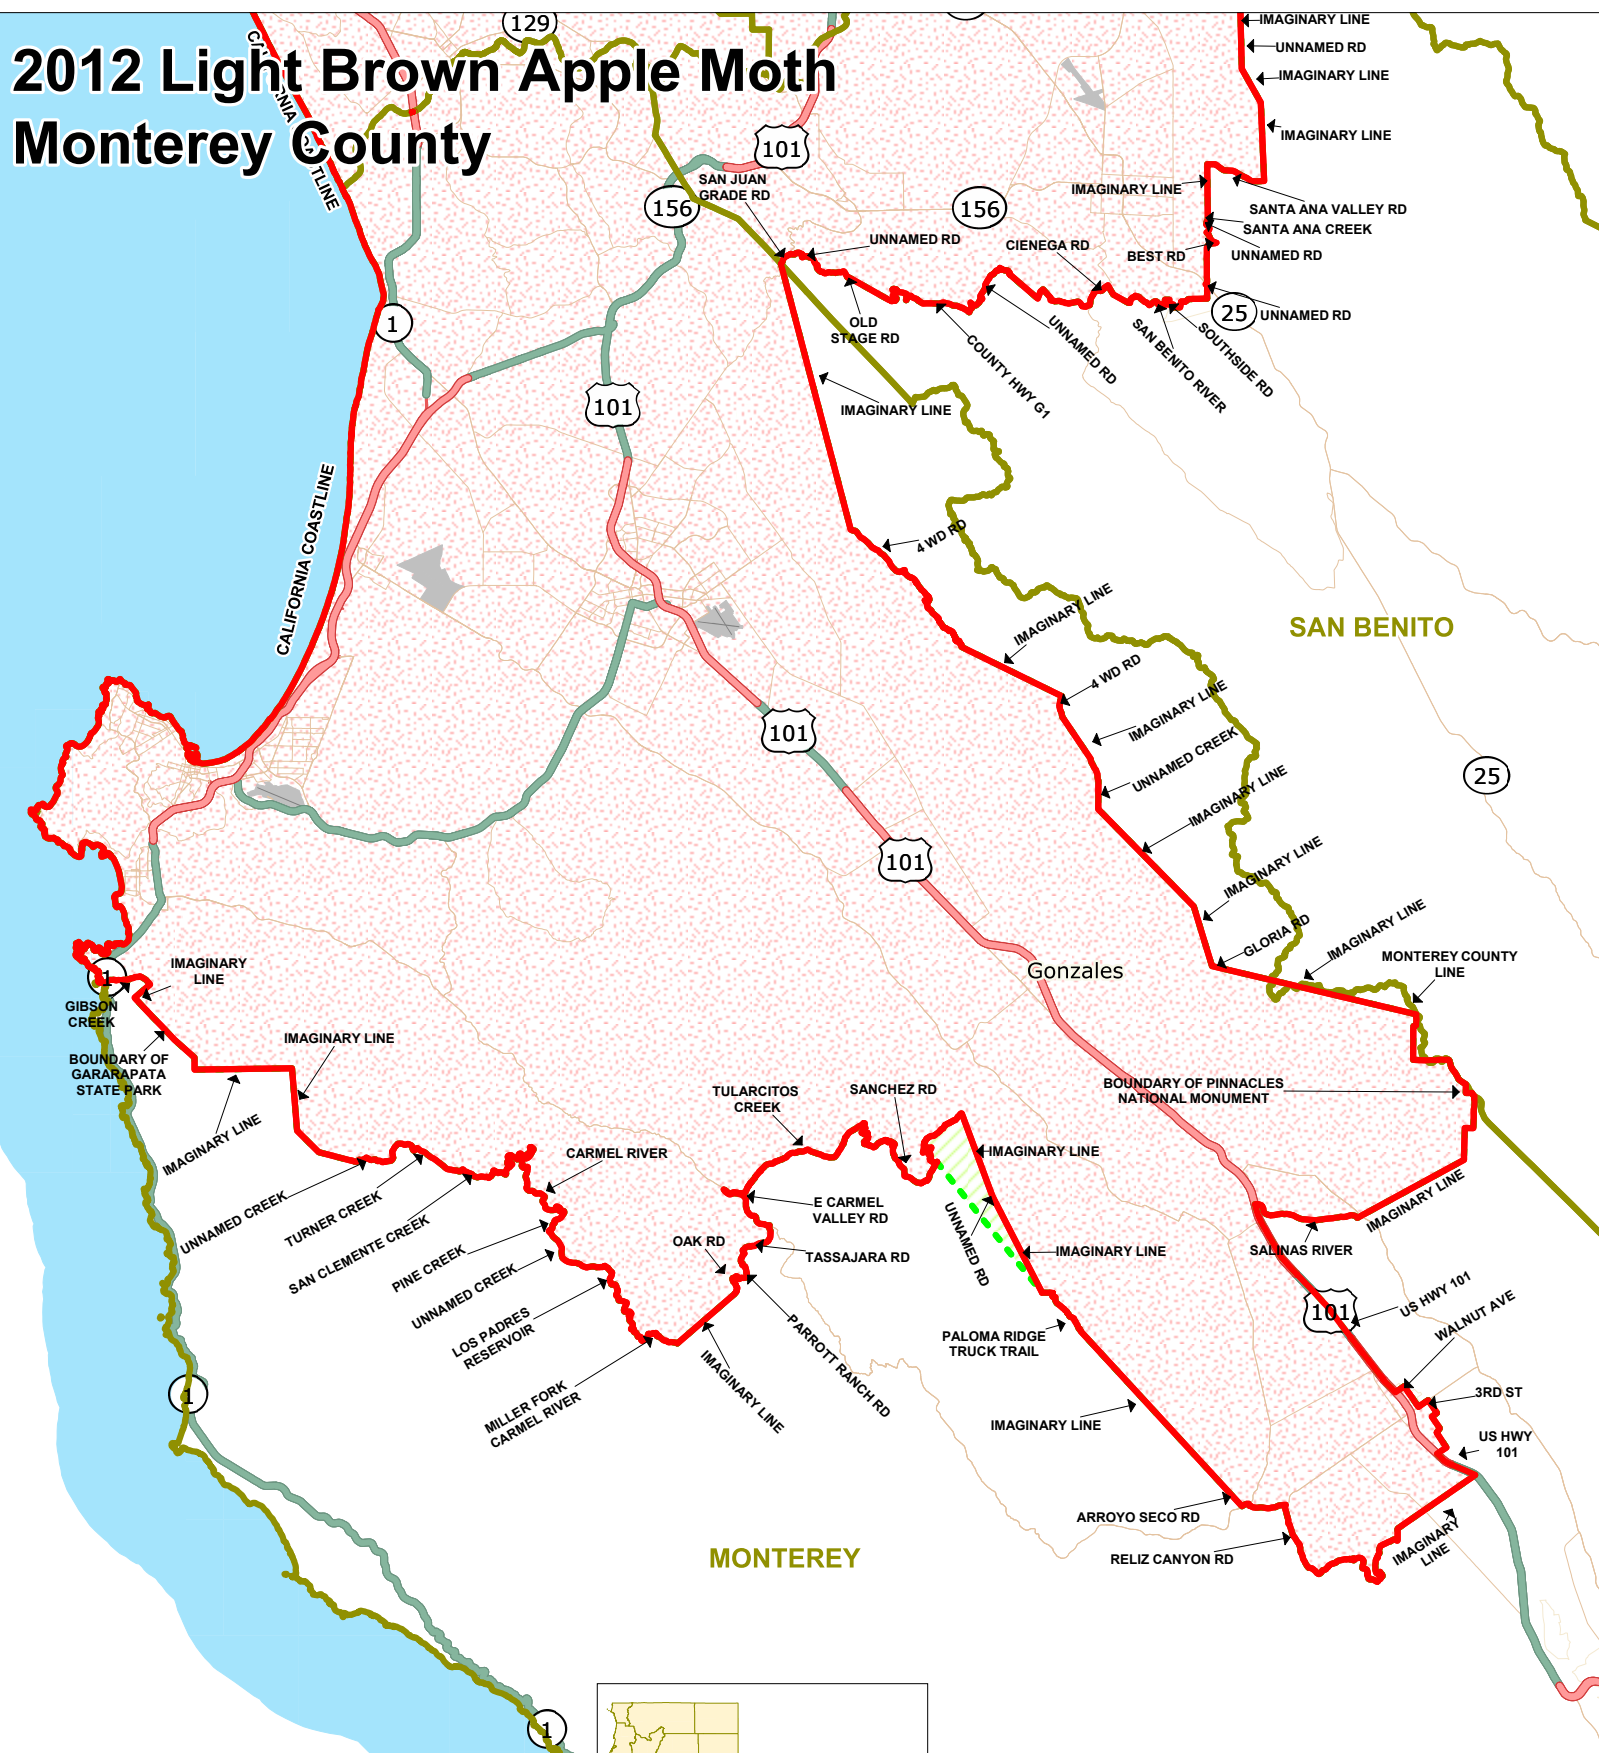 2012 Light Brown Apple Moth
Monterey County
129
CALIFORNIA COASTLINE
IMAGINARY LINE
UNNAMED RD
IMAGINARY LINE
IMAGINARY LINE
101
SAN JUAN
GRADE RD
156
156
IMAGINARY LINE
SANTA ANA VALLEY RD
SANTA ANA CREEK
UNNAMED RD
BEST RD
UNNAMED RD
CIENEGA RD
UNNAMED RD
25
1
OLD
STAGE RD
COUNTY HWY G1
UNNAMED RD
SAN BENITO RIVER
SOUTHSIDE RD
IMAGINARY LINE
101
CALIFORNIA COASTLINE
4 WD RD
IMAGINARY LINE
SAN BENITO
4 WD RD
IMAGINARY LINE
UNNAMED CREEK
IMAGINARY LINE
101
25
IMAGINARY LINE
101
GLORIA RD
IMAGINARY LINE
MONTEREY COUNTY
LINE
Gonzales
1
IMAGINARY
LINE
GIBSON
CREEK
BOUNDARY OF
GARARAPATA
STATE PARK
IMAGINARY LINE
IMAGINARY LINE
BOUNDARY OF PINNACLES
NATIONAL MONUMENT
TULARCITOS
CREEK
SANCHEZ RD
CARMEL RIVER
IMAGINARY LINE
UNNAMED CREEK
TURNER CREEK
SAN CLEMENTE CREEK
PINE CREEK
UNNAMED CREEK
LOS PADRES
RESERVOIR
MILLER FORK
CARMEL RIVER
E CARMEL
VALLEY RD
OAK RD
TASSAJARA RD
PARROTT RANCH RD
IMAGINARY LINE
UNNAMED RD
IMAGINARY LINE
IMAGINARY LINE
SALINAS RIVER
101
US HWY 101
WALNUT AVE
3RD ST
US HWY
101
PALOMA RIDGE
TRUCK TRAIL
IMAGINARY LINE
1
ARROYO SECO RD
RELIZ CANYON RD
IMAGINARY
LINE
MONTEREY
1